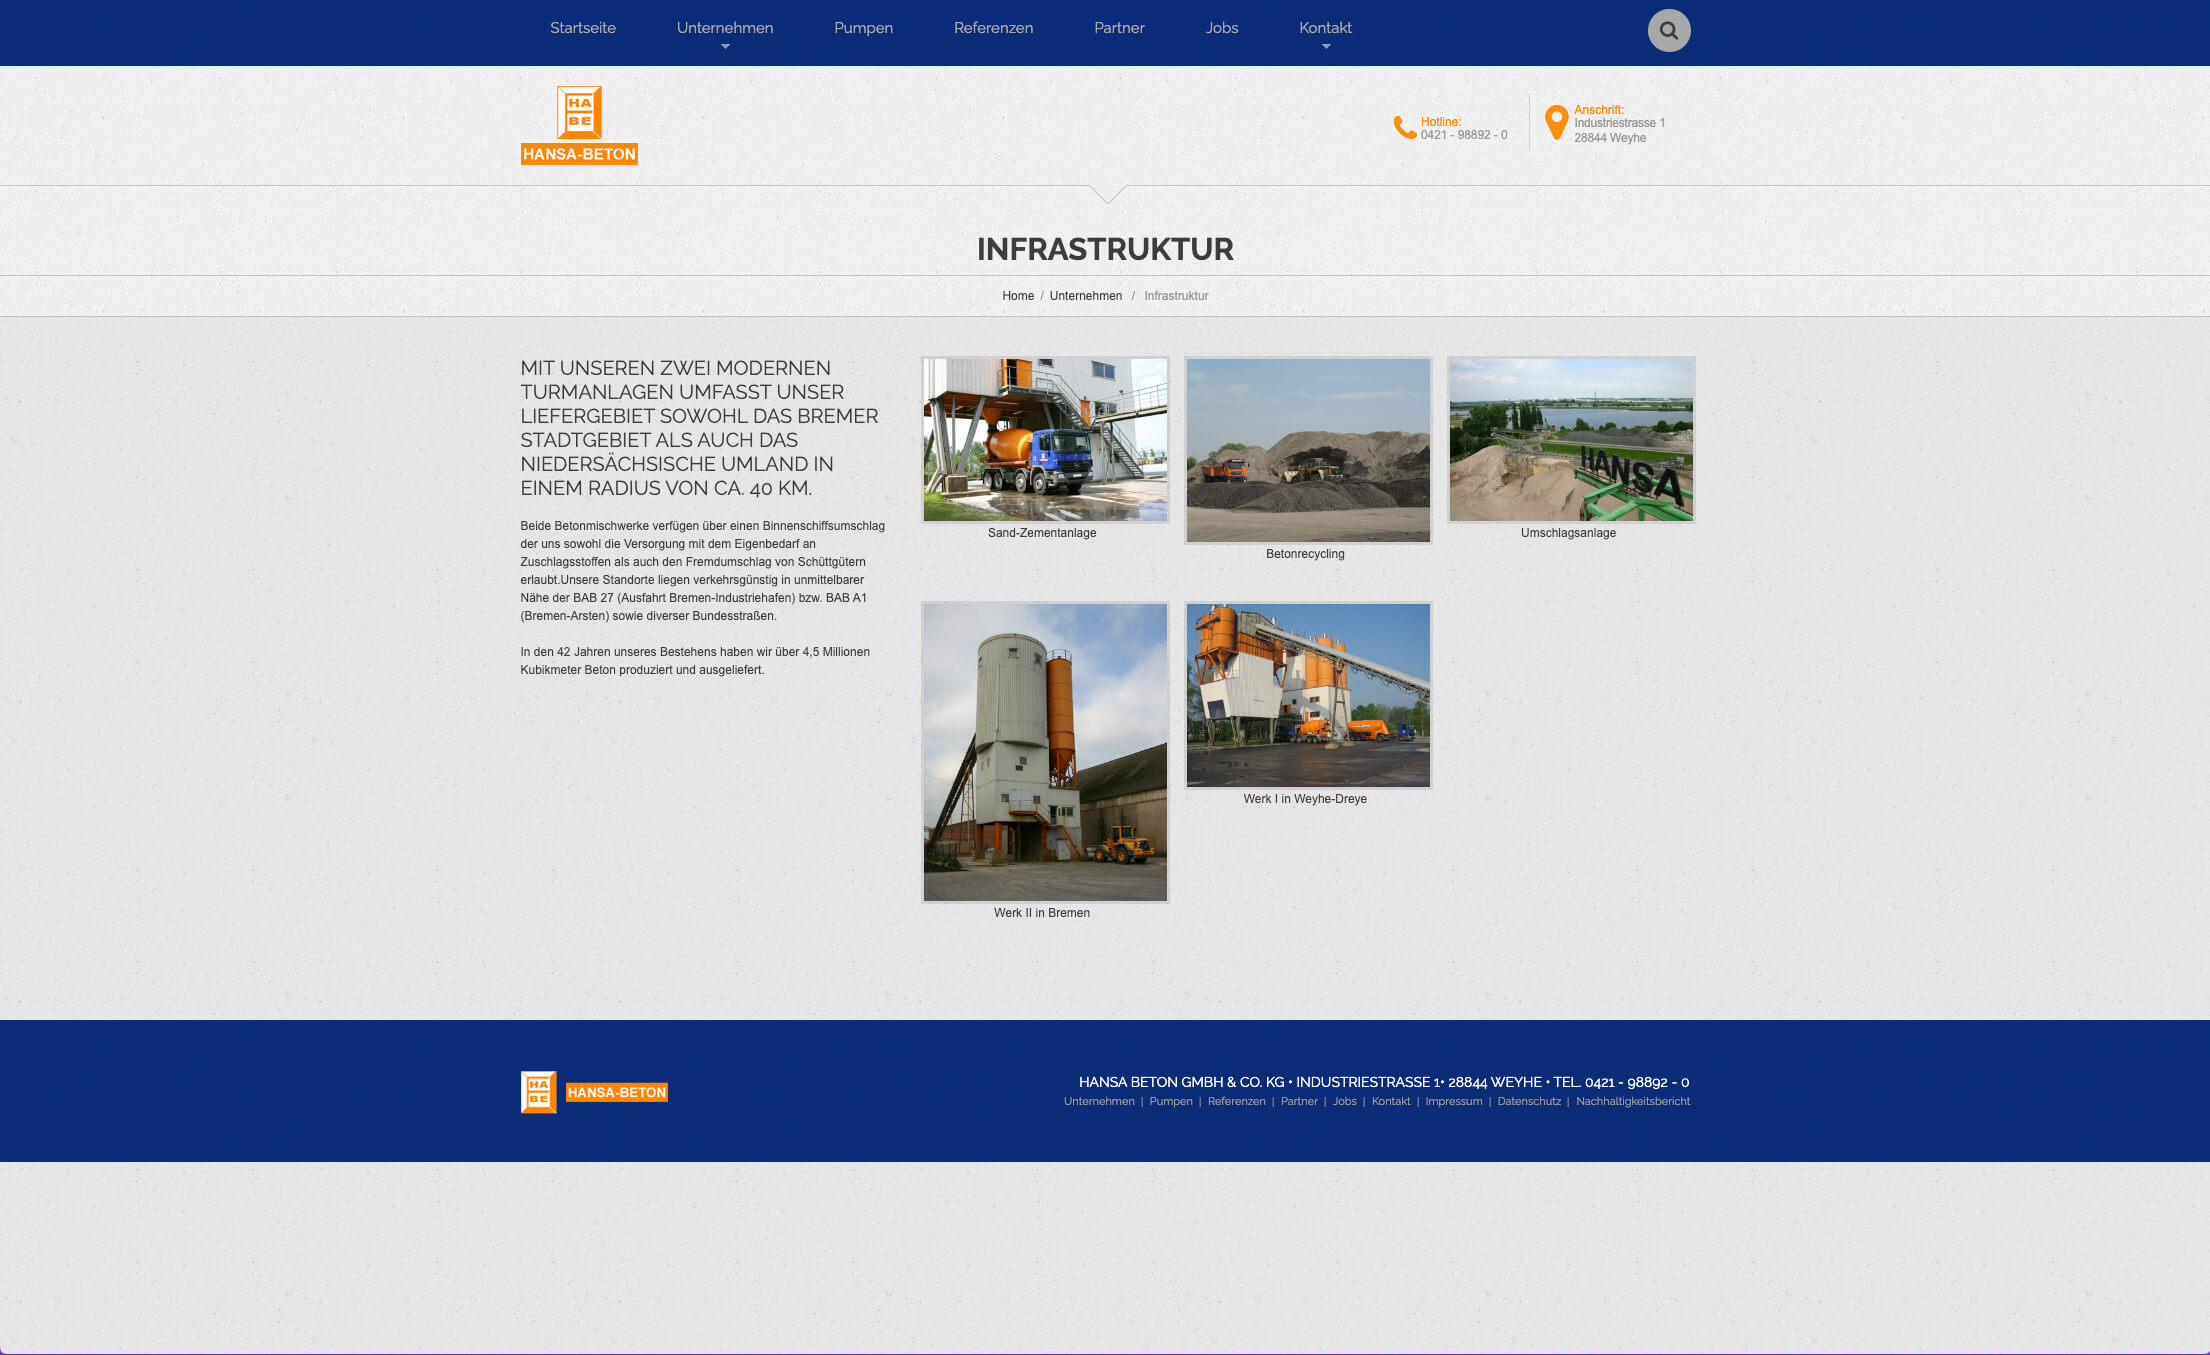 Startseite Unternehmen Pumpen Referenzen Partner Jobs Kontakt
HA
BE
HANSA-BETON
Hotline:
0421 - 98892 - 0
Anschrift:
Industriestrasse 1
28844 Weyhe
INFRASTRUKTUR
Home / Unternehmen / Infrastruktur
MIT UNSEREN ZWEI MODERNEN
TURMANLAGEN UMFASST UNSER
LIEFERGEBIET SOWOHL DAS BREMER
STADTGEBIET ALS AUCH DAS
NIEDERSÄCHSISCHE UMLAND IN
EINEM RADIUS VON CA. 40 KM.
Beide Betonmischwerke verfügen über einen Binnenschiffsumschlag
der uns sowohl die Versorgung mit dem Eigenbedarf an
Zuschlagsstoffen als auch den Fremdumschlag von Schüttgütern
erlaubt.Unsere Standorte liegen verkehrsgünstig in unmittelbarer
Nähe der BAB 27 (Ausfahrt Bremen-Industriehafen) bzw. BAB A1
(Bremen-Arsten) sowie diverser Bundesstraßen.
In den 42 Jahren unseres Bestehens haben wir über 4,5 Millionen
Kubikmeter Beton produziert und ausgeliefert.
Sand-Zementanlage
Betonrecycling
HANSA
Umschlagsanlage
Werk II in Bremen
Werk I in Weyhe-Dreye
HA
BE
HANSA-BETON
HANSA BETON GMBH & CO. KG • INDUSTRIESTRASSE 1• 28844 WEYHE • TEL. 0421 - 98892 - 0
Unternehmen | Pumpen | Referenzen | Partner | Jobs | Kontakt | Impressum | Datenschutz | Nachhaltigkeitsbericht